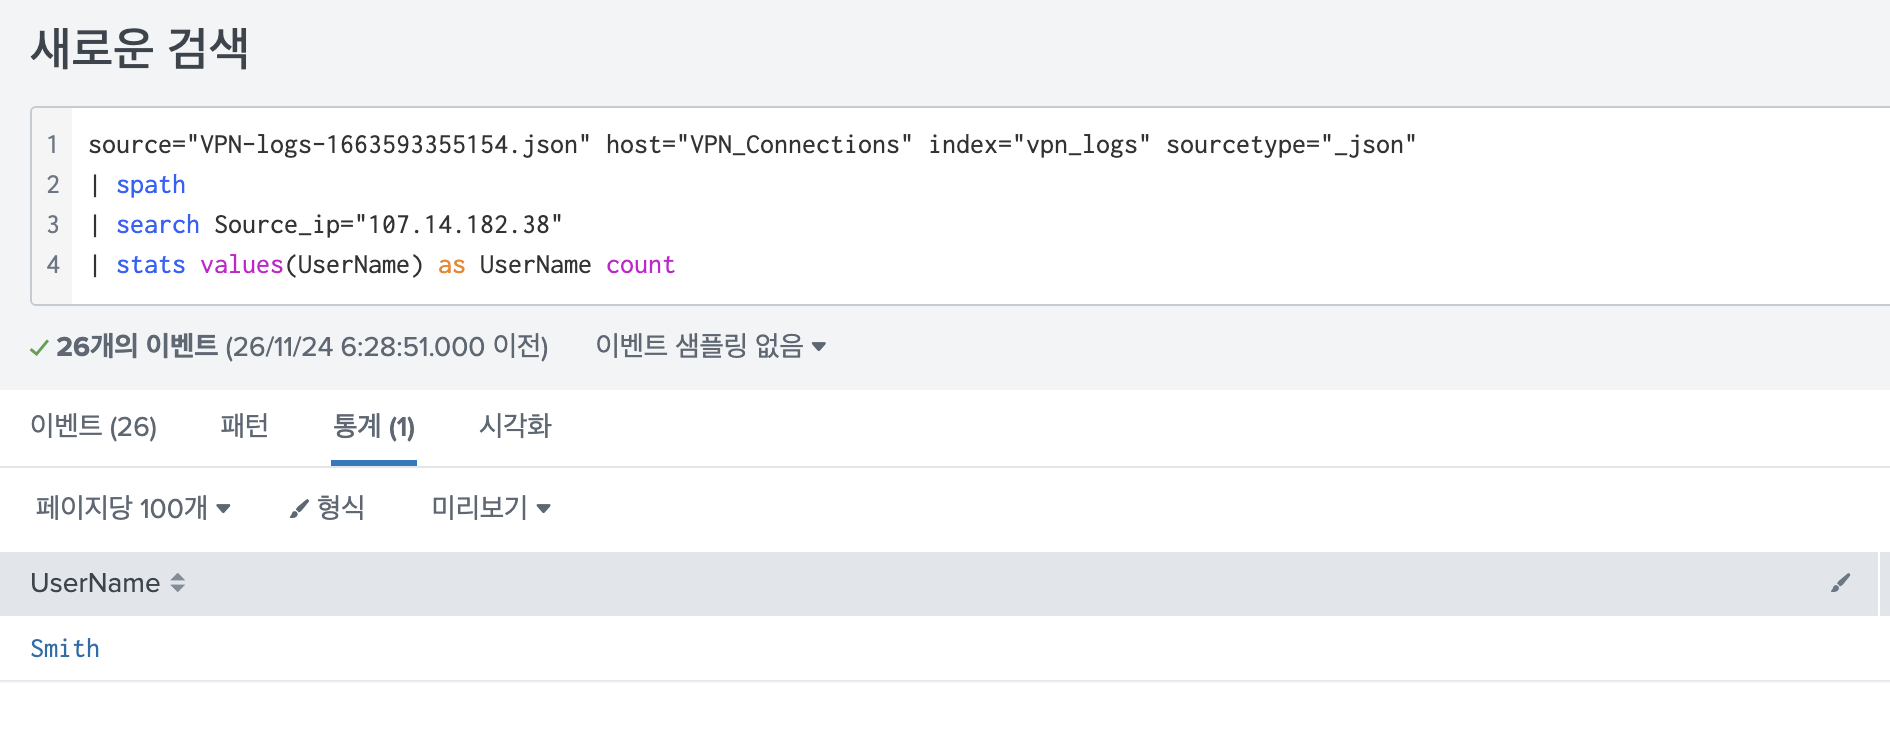 새로운 검색
1 source="VPN-logs-1663593355154.json" host="VPN_Connections" index="vpn_logs" sourcetype="_json"
2 | spath
3 | search Source_ip="107.14.182.38"
4 | stats values(UserName) as UserName count
26개의 이벤트 (26/11/24 6:28:51.000 이전) 이벤트 샘플링 없음
이벤트 (26) 패턴 통계 (1) 시각화
페이지당 100개 형식 미리보기
UserName
Smith